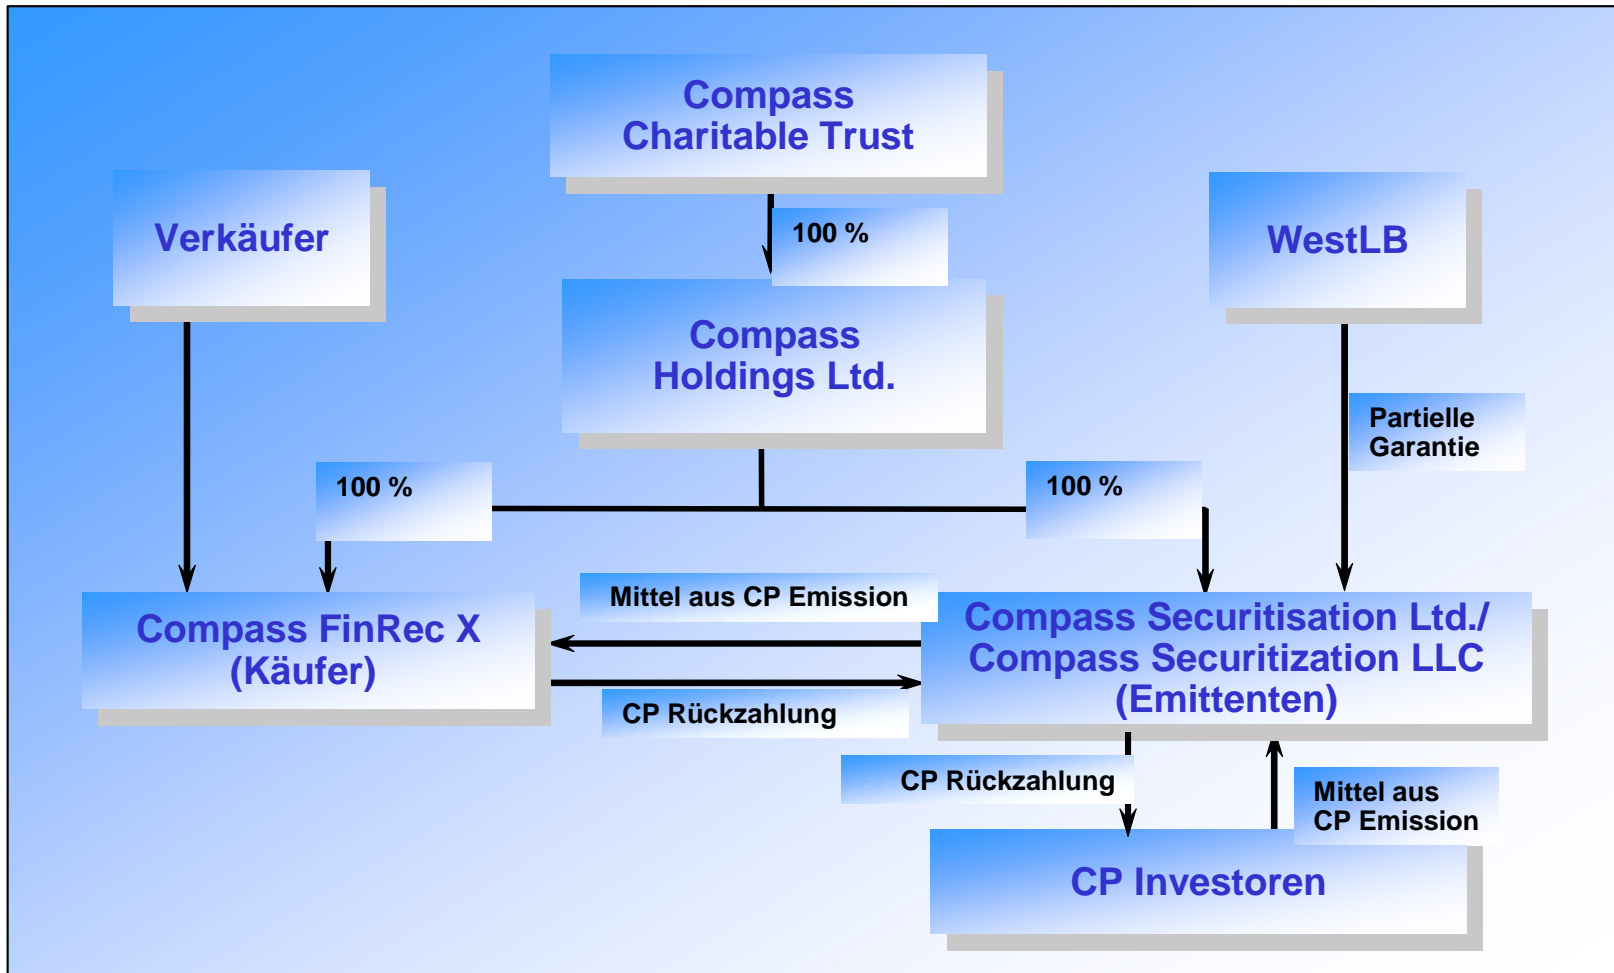 Compass
Charitable Trust
Verkäufer
100 %
WestLB
Compass
Holdings Ltd.
Partielle
Garantie
100 %
100 %
Mittel aus CP Emission
Compass FinRec X
(Käufer)
Compass Securitisation Ltd./
Compass Securitization LLC
(Emittenten)
CP Rückzahlung
CP Rückzahlung
Mittel aus
CP Emission
CP Investoren